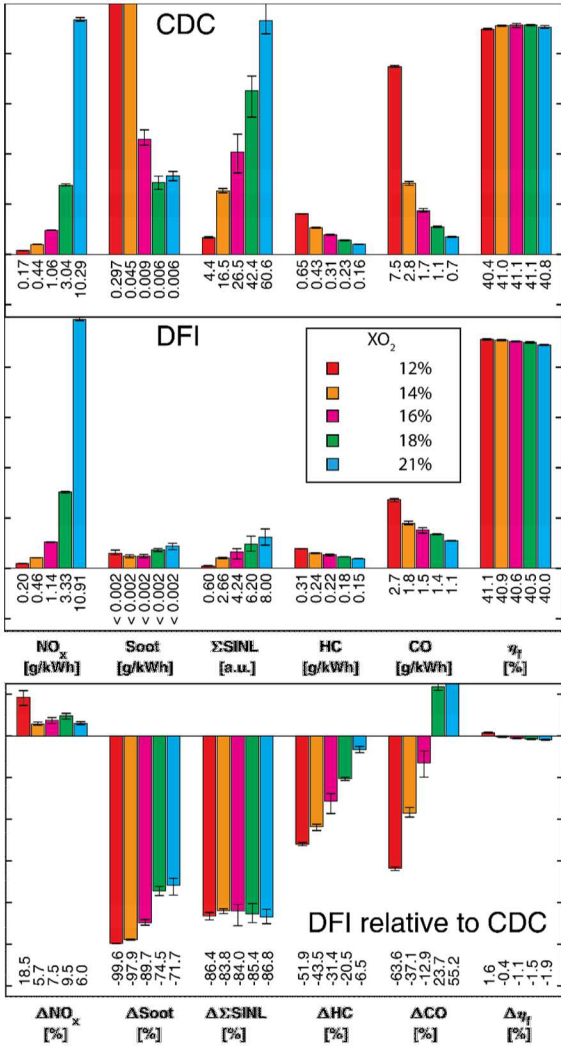 CDC
0.17 0.44 1.06 3.04 10.29 0.297 0.045 0.009 0.006 0.006 4.4 16.5 26.5 42.4 60.6 0.65 0.43 0.31 0.23 0.16 7.5 2.8 1.7 1.1 0.7 40.4 41.0 41.1 41.1 40.8
DFI
XO2
12%
14%
16%
18%
21%
0.20 0.46 1.14 3.33 10.91 < 0.002 < 0.002 < 0.002 < 0.002 < 0.002 0.60 2.66 4.24 6.20 8.00 0.31 0.24 0.22 0.18 0.15 2.7 1.8 1.5 1.4 1.1 41.1 40.9 40.6 40.5 40.0
NOx Soot ΣSINL HC CO ηf
[g/kWh] [g/kWh] [a.u.] [g/kWh] [g/kWh] [%]
DFI relative to CDC
18.5 5.7 7.5 9.5 6.0 -99.6 -97.9 -89.7 -74.5 -71.7 -86.4 -83.8 -84.0 -85.4 -86.8 -51.9 -43.5 -31.4 -20.5 -6.5 -63.6 -37.1 -12.9 23.7 55.2 1.6 -0.4 -1.1 -1.5 -1.9
ΔNOx ΔSoot ΔΣSINL ΔHC ΔCO Δηf
[%] [%] [%] [%] [%] [%]